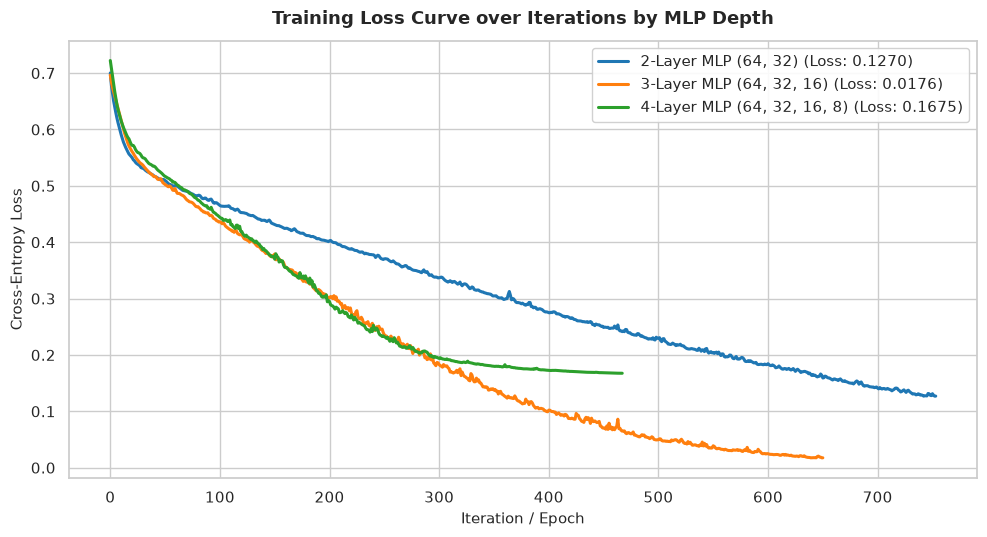 Training Loss Curve over Iterations by MLP Depth
2-Layer MLP (64, 32) (Loss: 0.1270)
3-Layer MLP (64, 32, 16) (Loss: 0.0176)
4-Layer MLP (64, 32, 16, 8) (Loss: 0.1675)
Cross-Entropy Loss
0.7
0.6
0.5
0.4
0.3
0.2
0.1
0.0
0 100 200 300 400 500 600 700
Iteration / Epoch